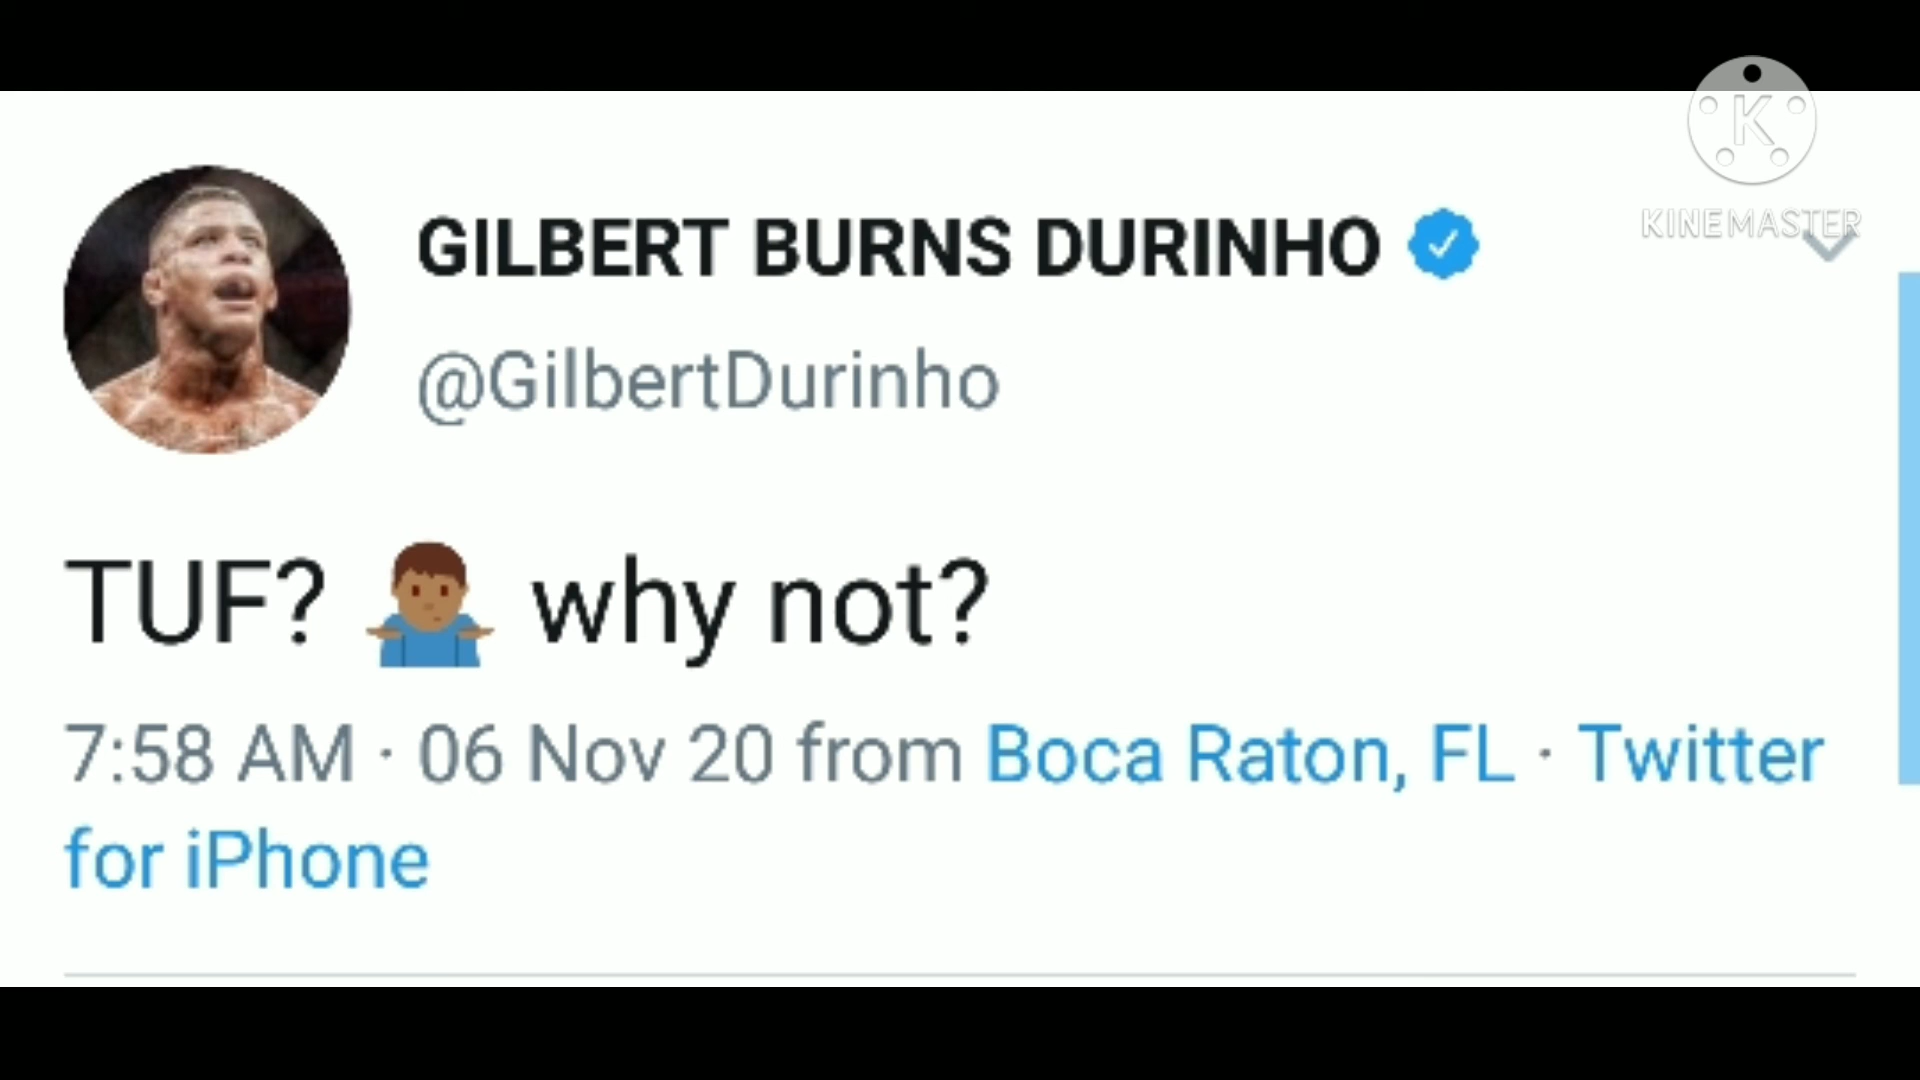 K
KINEMASTER
GILBERT BURNS DURINHO
@GilbertDurinho
TUF? 🤷🏾‍♂️ why not?
7:58 AM · 06 Nov 20 from Boca Raton, FL · Twitter
for iPhone